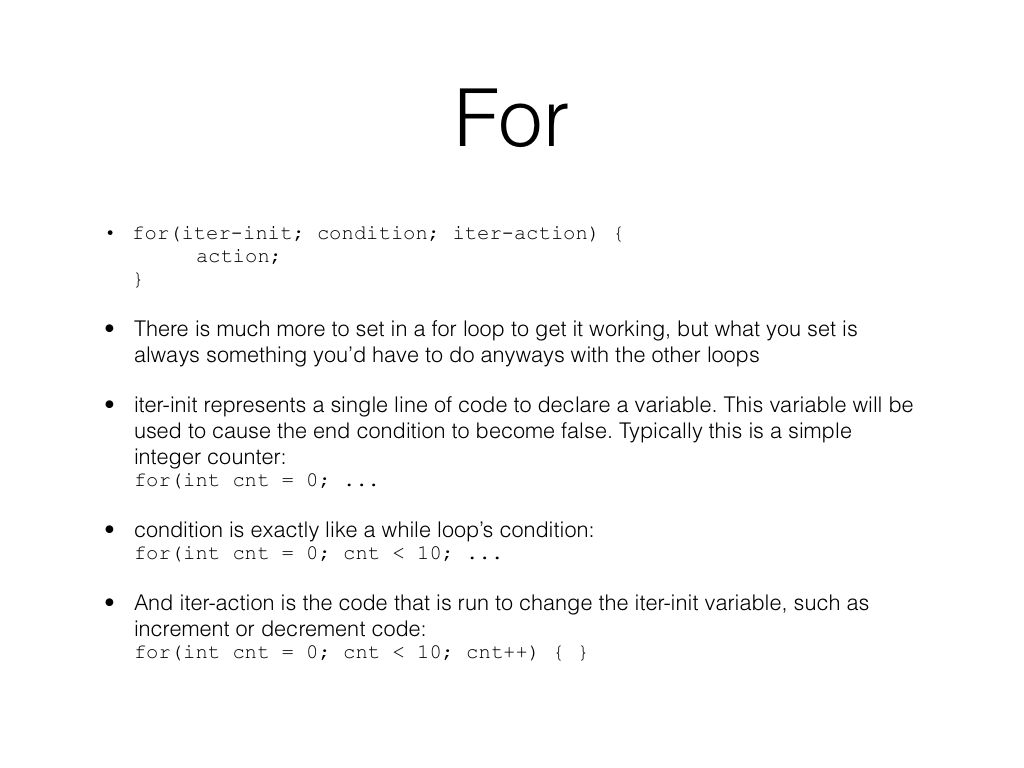 For
• for(iter-init; condition; iter-action) {
action;
}
• There is much more to set in a for loop to get it working, but what you set is
always something you’d have to do anyways with the other loops
• iter-init represents a single line of code to declare a variable. This variable will be
used to cause the end condition to become false. Typically this is a simple
integer counter:
for(int cnt = 0; ...
• condition is exactly like a while loop’s condition:
for(int cnt = 0; cnt < 10; ...
• And iter-action is the code that is run to change the iter-init variable, such as
increment or decrement code:
for(int cnt = 0; cnt < 10; cnt++) { }